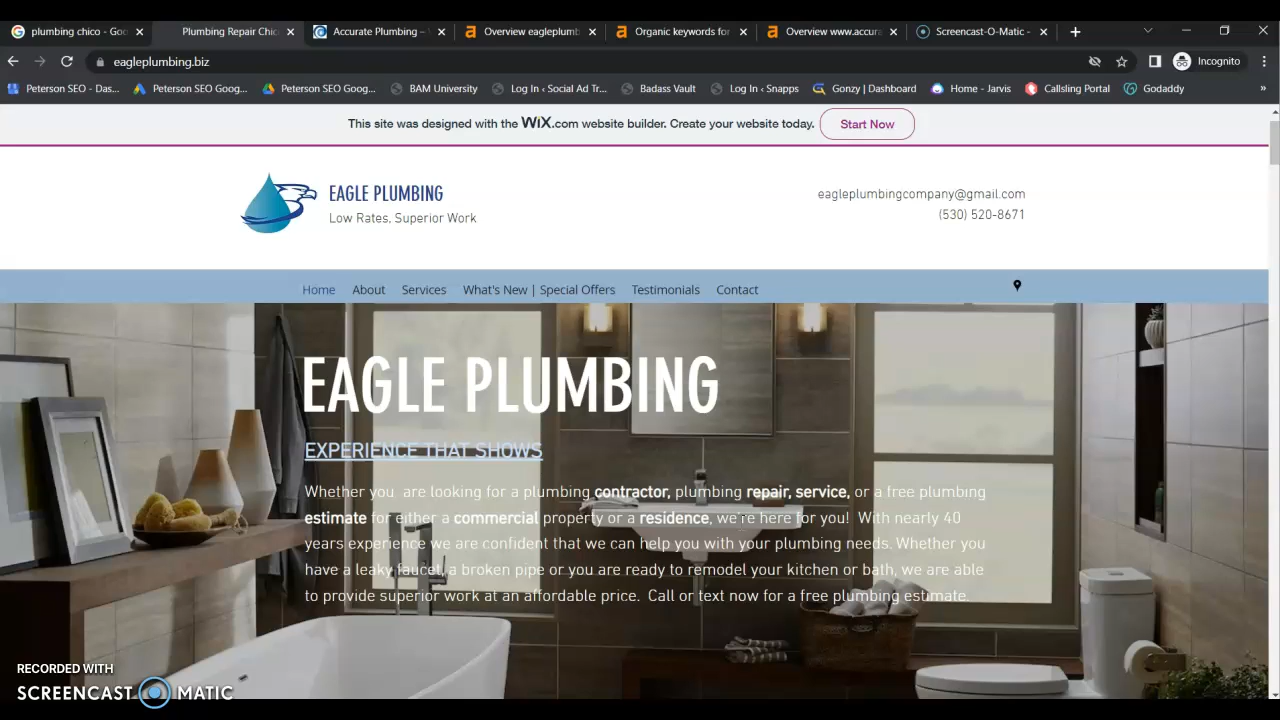 plumbing chico - Goo
Plumbing Repair Chic
Accurate Plumbing –
Overview eagleplumb
Organic keywords for
Overview www.accura
Screencast-O-Matic -
eagleplumbing.biz
Incognito
Peterson SEO - Das...
Peterson SEO Goog...
Peterson SEO Goog...
BAM University
Log In ‹ Social Ad Tr...
Badass Vault
Log In ‹ Snapps
Gonzy | Dashboard
Home - Jarvis
Callsling Portal
Godaddy
This site was designed with the WiX.com website builder. Create your website today.
Start Now
EAGLE PLUMBING
Low Rates, Superior Work
eagleplumbingcompany@gmail.com
(530) 520-8671
Home About Services What's New | Special Offers Testimonials Contact
EAGLE PLUMBING
EXPERIENCE THAT SHOWS
Whether you are looking for a plumbing contractor, plumbing repair, service, or a free plumbing
estimate for either a commercial property or a residence, we're here for you! With nearly 40
years experience we are confident that we can help you with your plumbing needs. Whether you
have a leaky faucet, a broken pipe or you are ready to remodel your kitchen or bath, we are able
to provide superior work at an affordable price. Call or text now for a free plumbing estimate.
RECORDED WITH
SCREENCAST MATIC